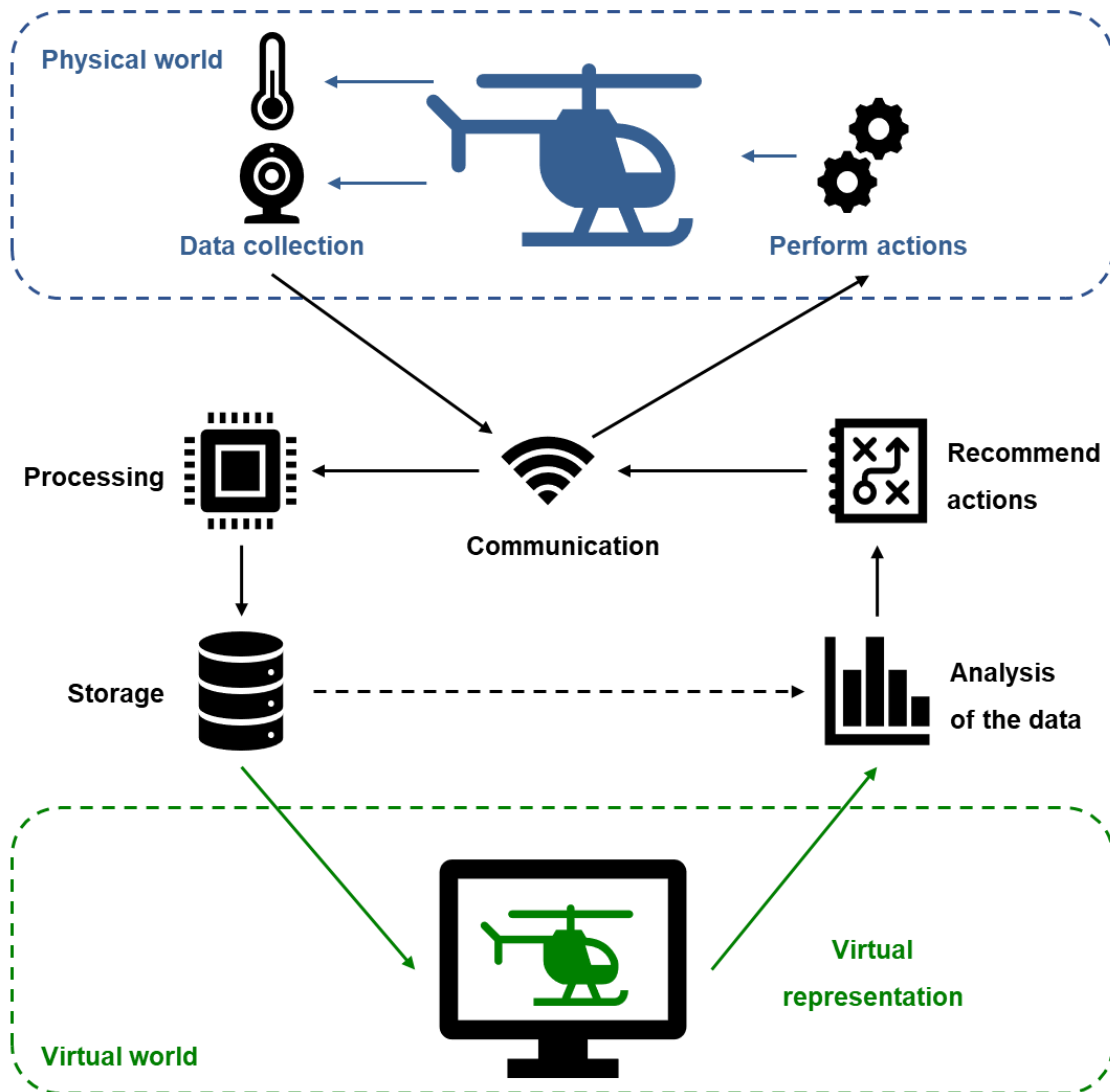 Physical world
Data collection
Perform actions
Processing
Communication
Recommend
actions
Storage
Analysis
of the data
Virtual
representation
Virtual world